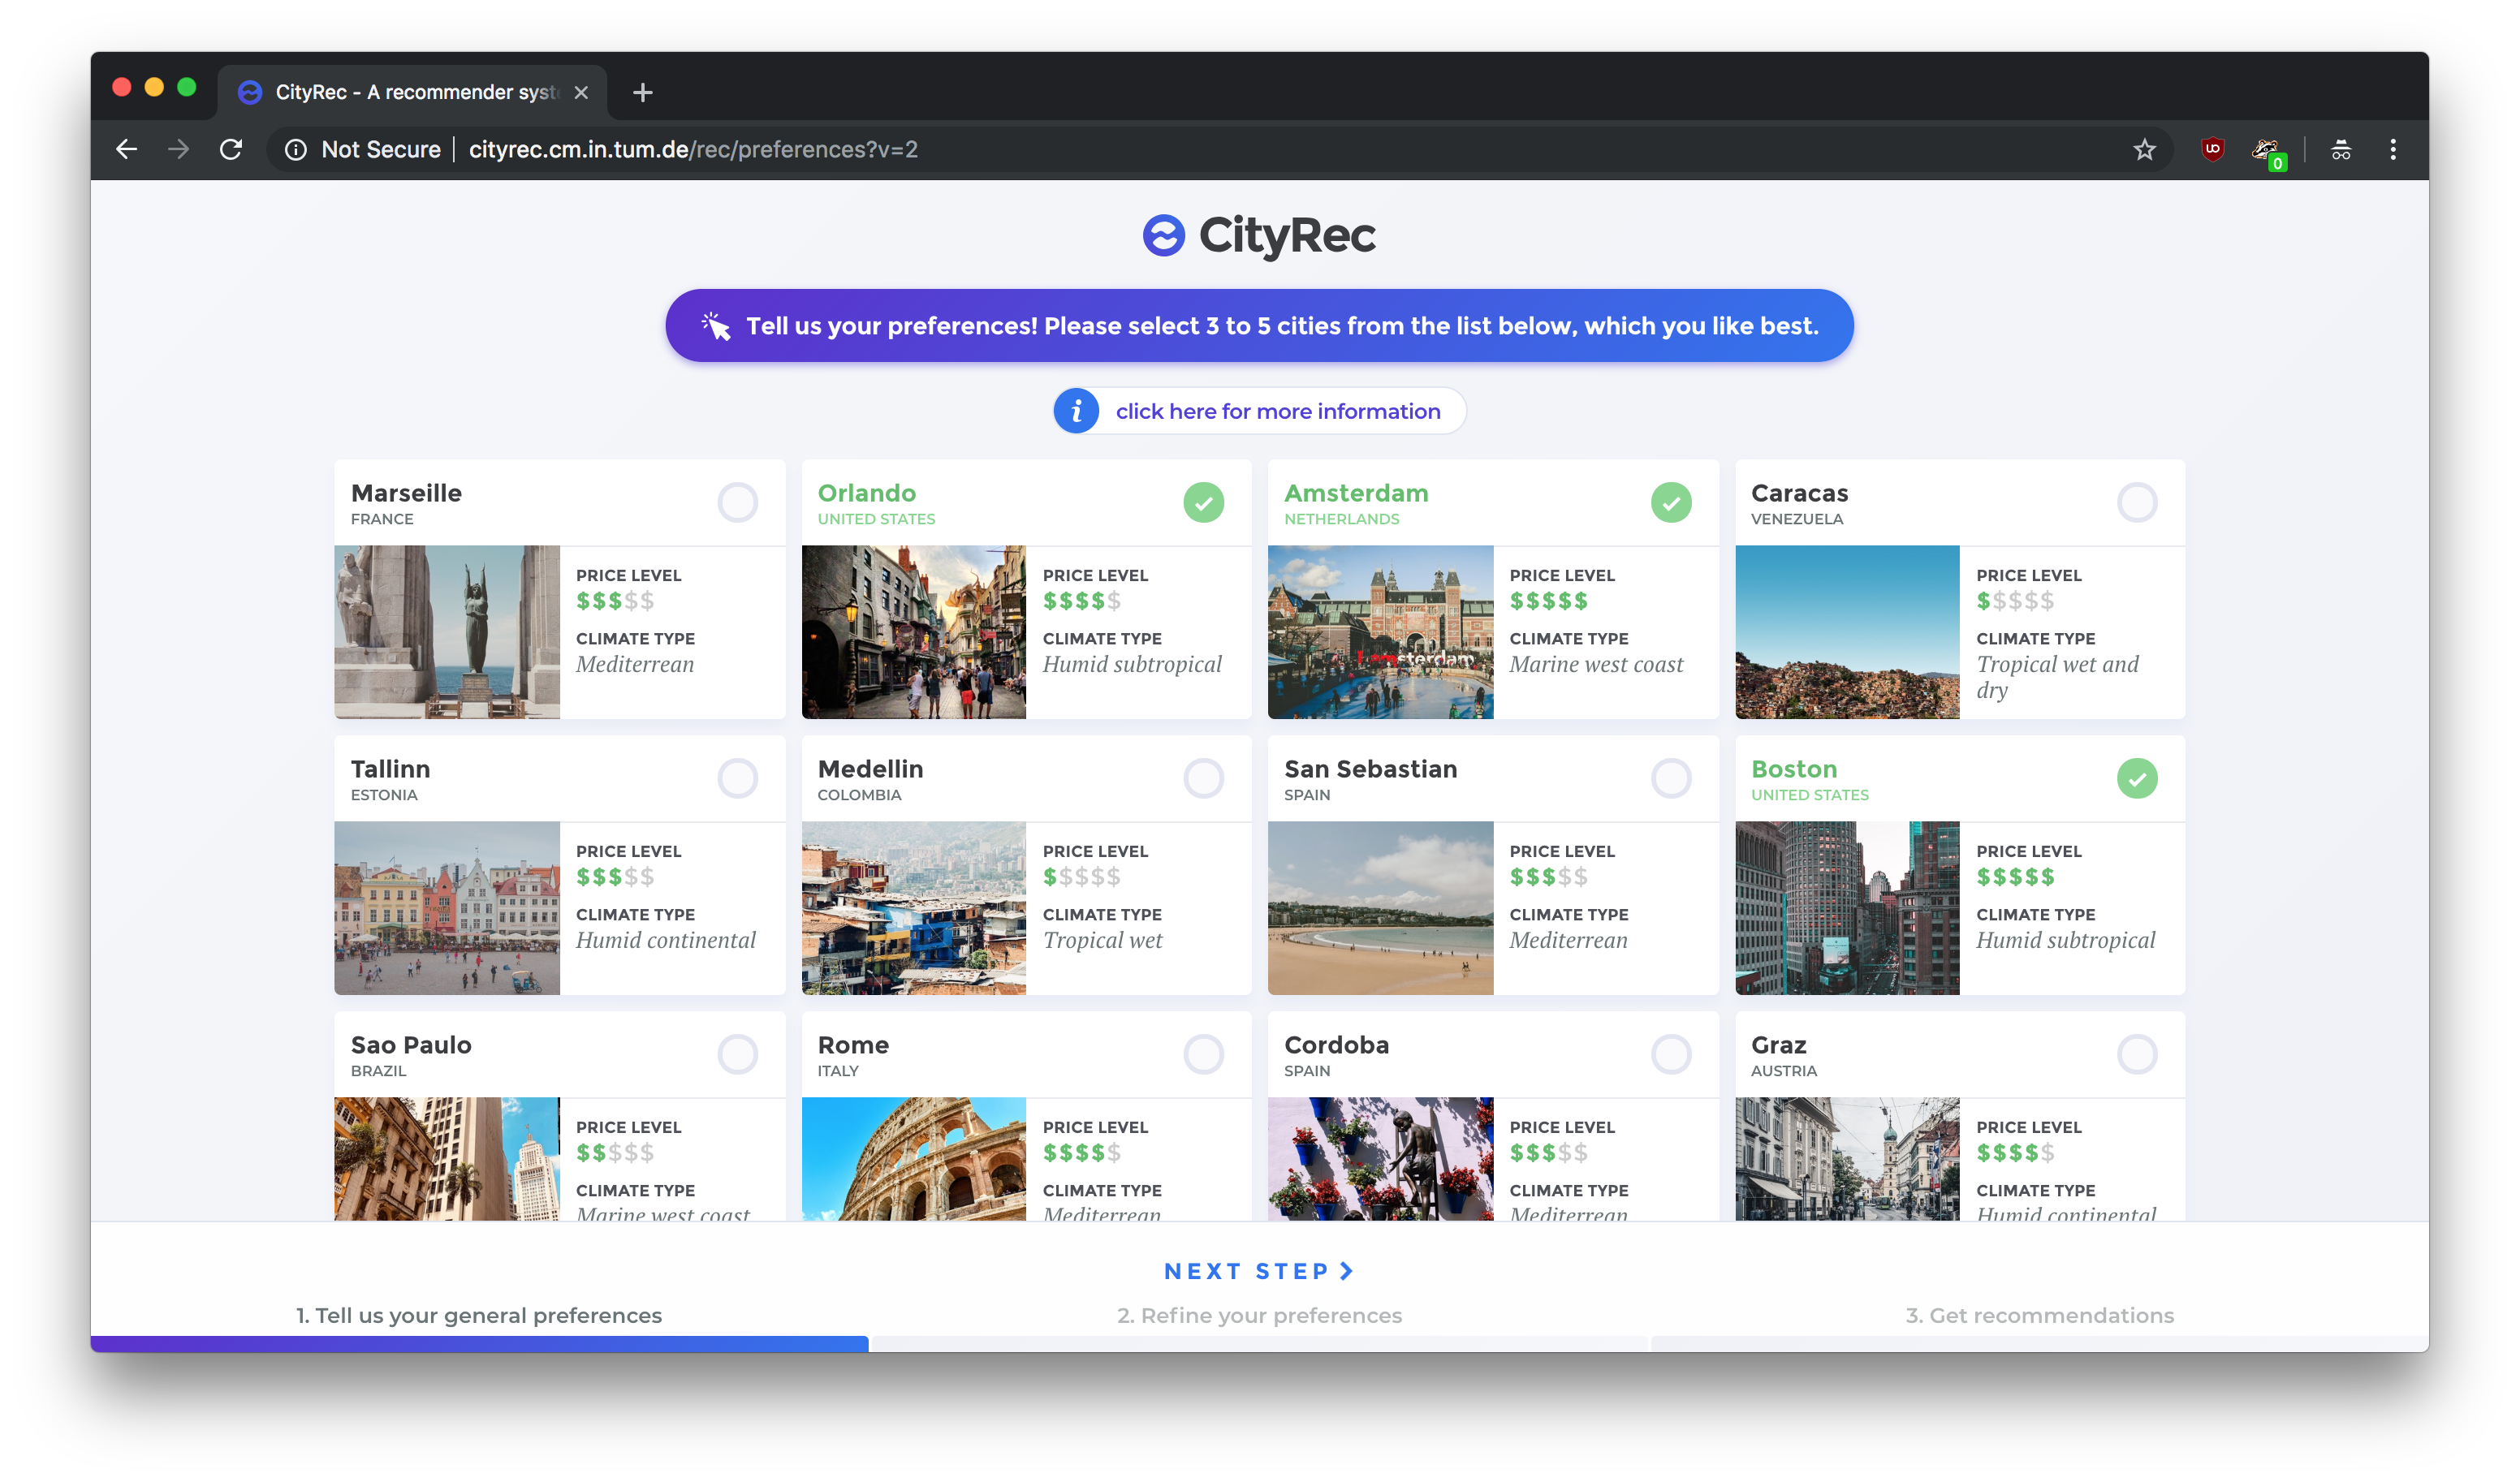 CityRec - A recommender syst
Not Secure | cityrec.cm.in.tum.de/rec/preferences?v=2
0
CityRec
Tell us your preferences! Please select 3 to 5 cities from the list below, which you like best.
i click here for more information
Marseille
FRANCE
PRICE LEVEL
$$$$$
CLIMATE TYPE
Mediterrean
Orlando
UNITED STATES
PRICE LEVEL
$$$$$
CLIMATE TYPE
Humid subtropical
Amsterdam
NETHERLANDS
I amsterdam
PRICE LEVEL
$$$$$
CLIMATE TYPE
Marine west coast
Caracas
VENEZUELA
PRICE LEVEL
$$$$$
CLIMATE TYPE
Tropical wet and
dry
Tallinn
ESTONIA
PRICE LEVEL
$$$$$
CLIMATE TYPE
Humid continental
Medellin
COLOMBIA
PRICE LEVEL
$$$$$
CLIMATE TYPE
Tropical wet
San Sebastian
SPAIN
PRICE LEVEL
$$$$$
CLIMATE TYPE
Mediterrean
Boston
UNITED STATES
PRICE LEVEL
$$$$$
CLIMATE TYPE
Humid subtropical
Sao Paulo
BRAZIL
PRICE LEVEL
$$$$$
CLIMATE TYPE
Marine west coast
Rome
ITALY
PRICE LEVEL
$$$$$
CLIMATE TYPE
Mediterrean
Cordoba
SPAIN
PRICE LEVEL
$$$$$
CLIMATE TYPE
Mediterrean
Graz
AUSTRIA
PRICE LEVEL
$$$$$
CLIMATE TYPE
Humid continental
NEXT STEP
1. Tell us your general preferences
2. Refine your preferences
3. Get recommendations